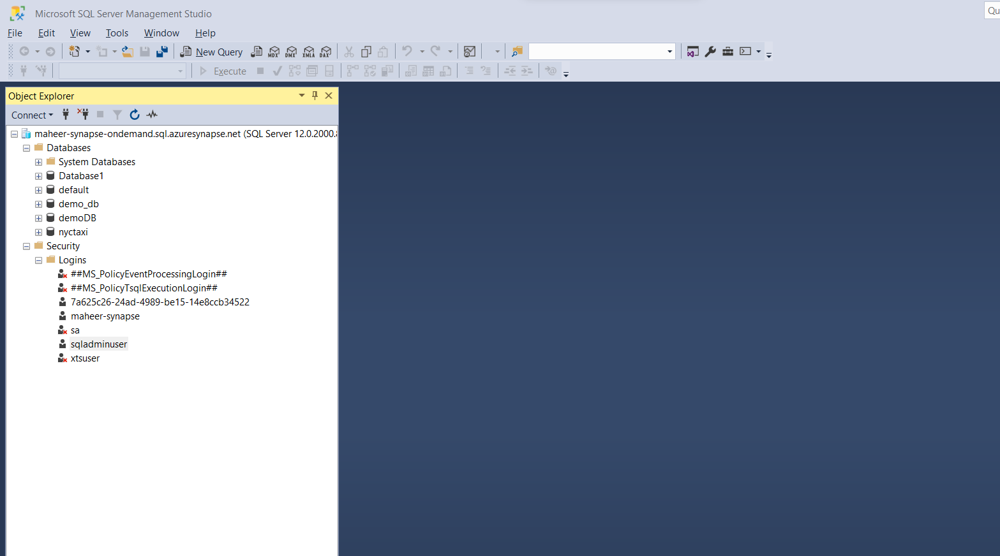 Microsoft SQL Server Management Studio
Qu
File Edit View Tools Window Help
New Query MDX DMX XMLA DAX
Execute
Object Explorer
Connect
maheer-synapse-ondemand.sql.azuresynapse.net (SQL Server 12.0.2000.
Databases
System Databases
Database1
default
demo_db
demoDB
nyctaxi
Security
Logins
##MS_PolicyEventProcessingLogin##
##MS_PolicyTsqlExecutionLogin##
7a625c26-24ad-4989-be15-14e8ccb34522
maheer-synapse
sa
sqladminuser
xtsuser